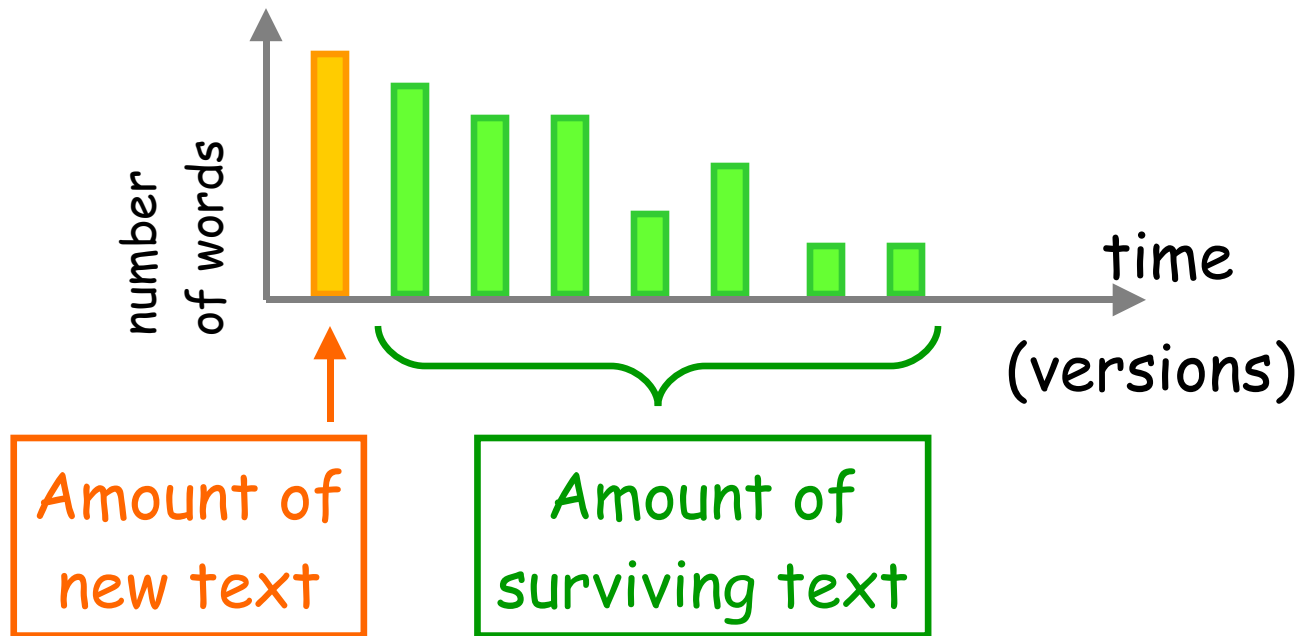 number
of words
time
(versions)
Amount of
new text
Amount of
surviving text